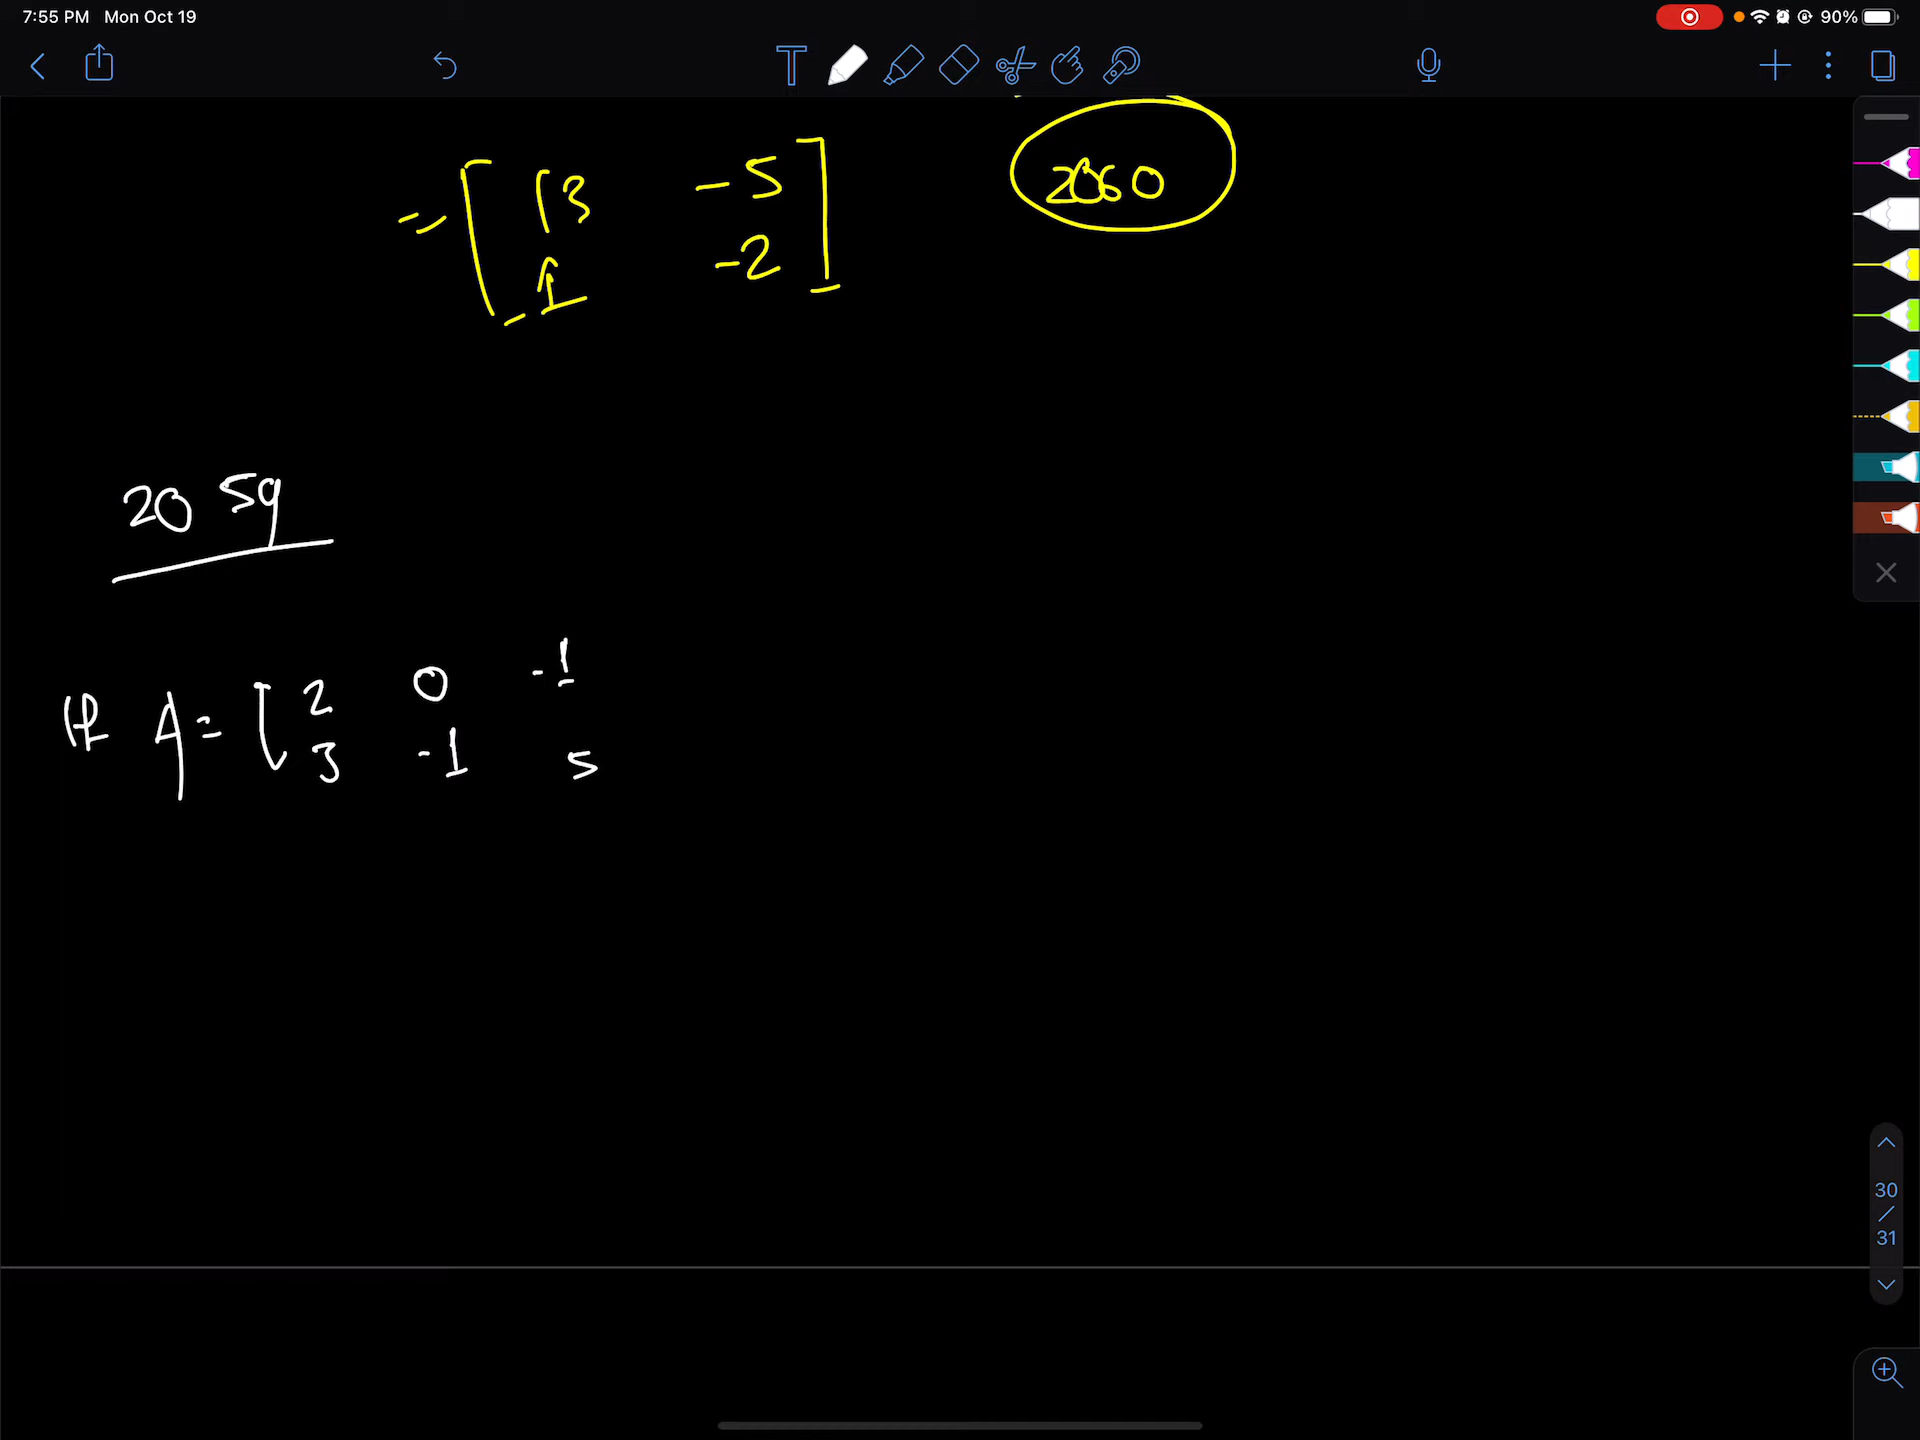 7:55 PM Mon Oct 19
90%
= [ 13 -5 ]
1 -2
2060
20 59
If A = [ 2 0 -1
3 -1 5
30
/
31